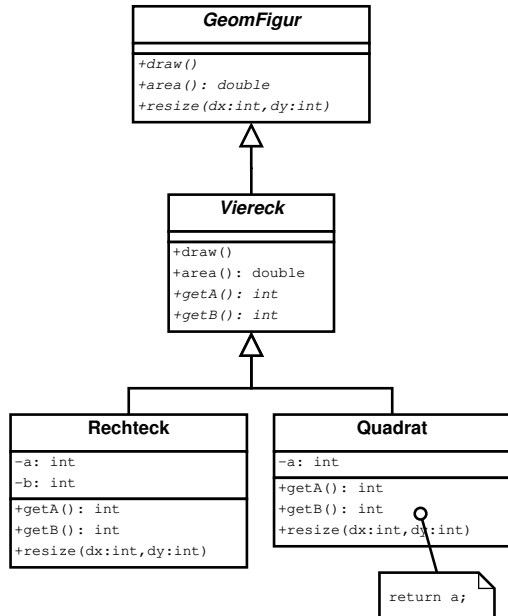 GeomFigur
+draw()
+area(): double
+resize(dx:int,dy:int)
Viereck
+draw()
+area(): double
+getA(): int
+getB(): int
Rechteck
-a: int
-b: int
+getA(): int
+getB(): int
+resize(dx:int,dy:int)
Quadrat
-a: int
+getA(): int
+getB(): int
+resize(dx:int,dy:int)
return a;